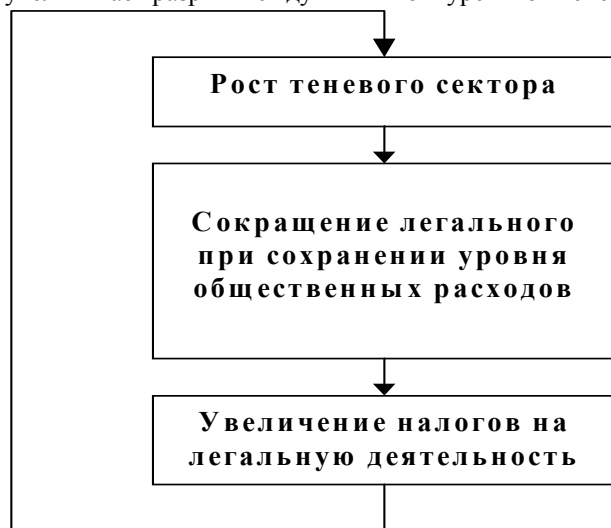 Рост теневого сектора
Сокращение легального
при сохранении уровня
общественных расходов
Увеличение налогов на
легальную деятельность